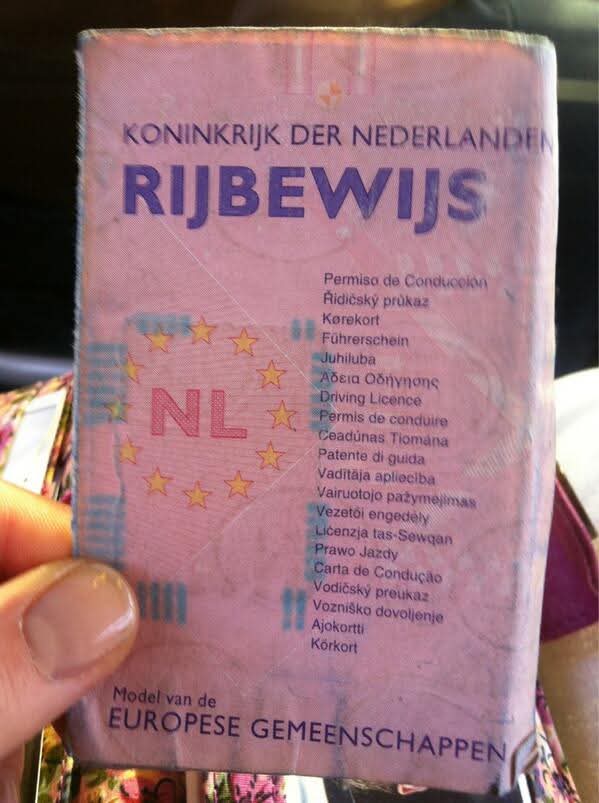 KONINKRIJK DER NEDERLANDEN
RIJBEWIJS
Permiso de Conducción
Řidičský průkaz
Kørekort
Führerschein
Juhiluba
Αδεια Οδήγησης
Driving Licence
Permis de conduire
Ceadúnas Tiomána
Patente di guida
Vadītāja apliecība
Vairuotojo pažymėjimas
Vezetői engedély
Liċenzja tas-Sewqan
Prawo Jazdy
Carta de Condução
Vodičský preukaz
Vozniško dovoljenje
Ajokortti
Körkort
NL
Model van de
EUROPESE GEMEENSCHAPPEN